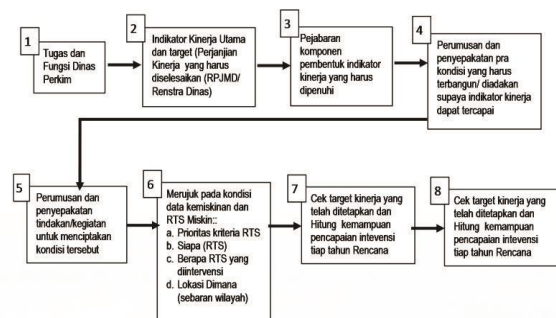 1
Tugas dan
Fungsi Dinas
Perkim
2
Indikator Kinerja Utama
dan target (Perjanjian
Kinerja yang harus
diselesaikan (RPJMD/
Renstra Dinas)
3
Pejabaran
komponen
pembentuk indikator
kinerja yang harus
dipenuhi
4
Perumusan dan
penyepakatan pra
kondisi yang harus
terbangun/ diadakan
supaya indikator kinerja
dapat tercapai
5
Perumusan dan
penyepakatan
tindakan/kegiatan
untuk menciptakan
kondisi tersebut
6
Merujuk pada kondisi
data kemiskinan dan
RTS Miskin::
a. Prioritas kriteria RTS
b. Siapa (RTS)
c. Berapa RTS yang
diintervensi
d. Lokasi Dimana
(sebaran wilayah)
7
Cek target kinerja yang
telah ditetapkan dan
Hitung kemampuan
pencapaian intevensi
tiap tahun Rencana
8
Cek target kinerja yang
telah ditetapkan dan
Hitung kemampuan
pencapaian intevensi
tiap tahun Rencana